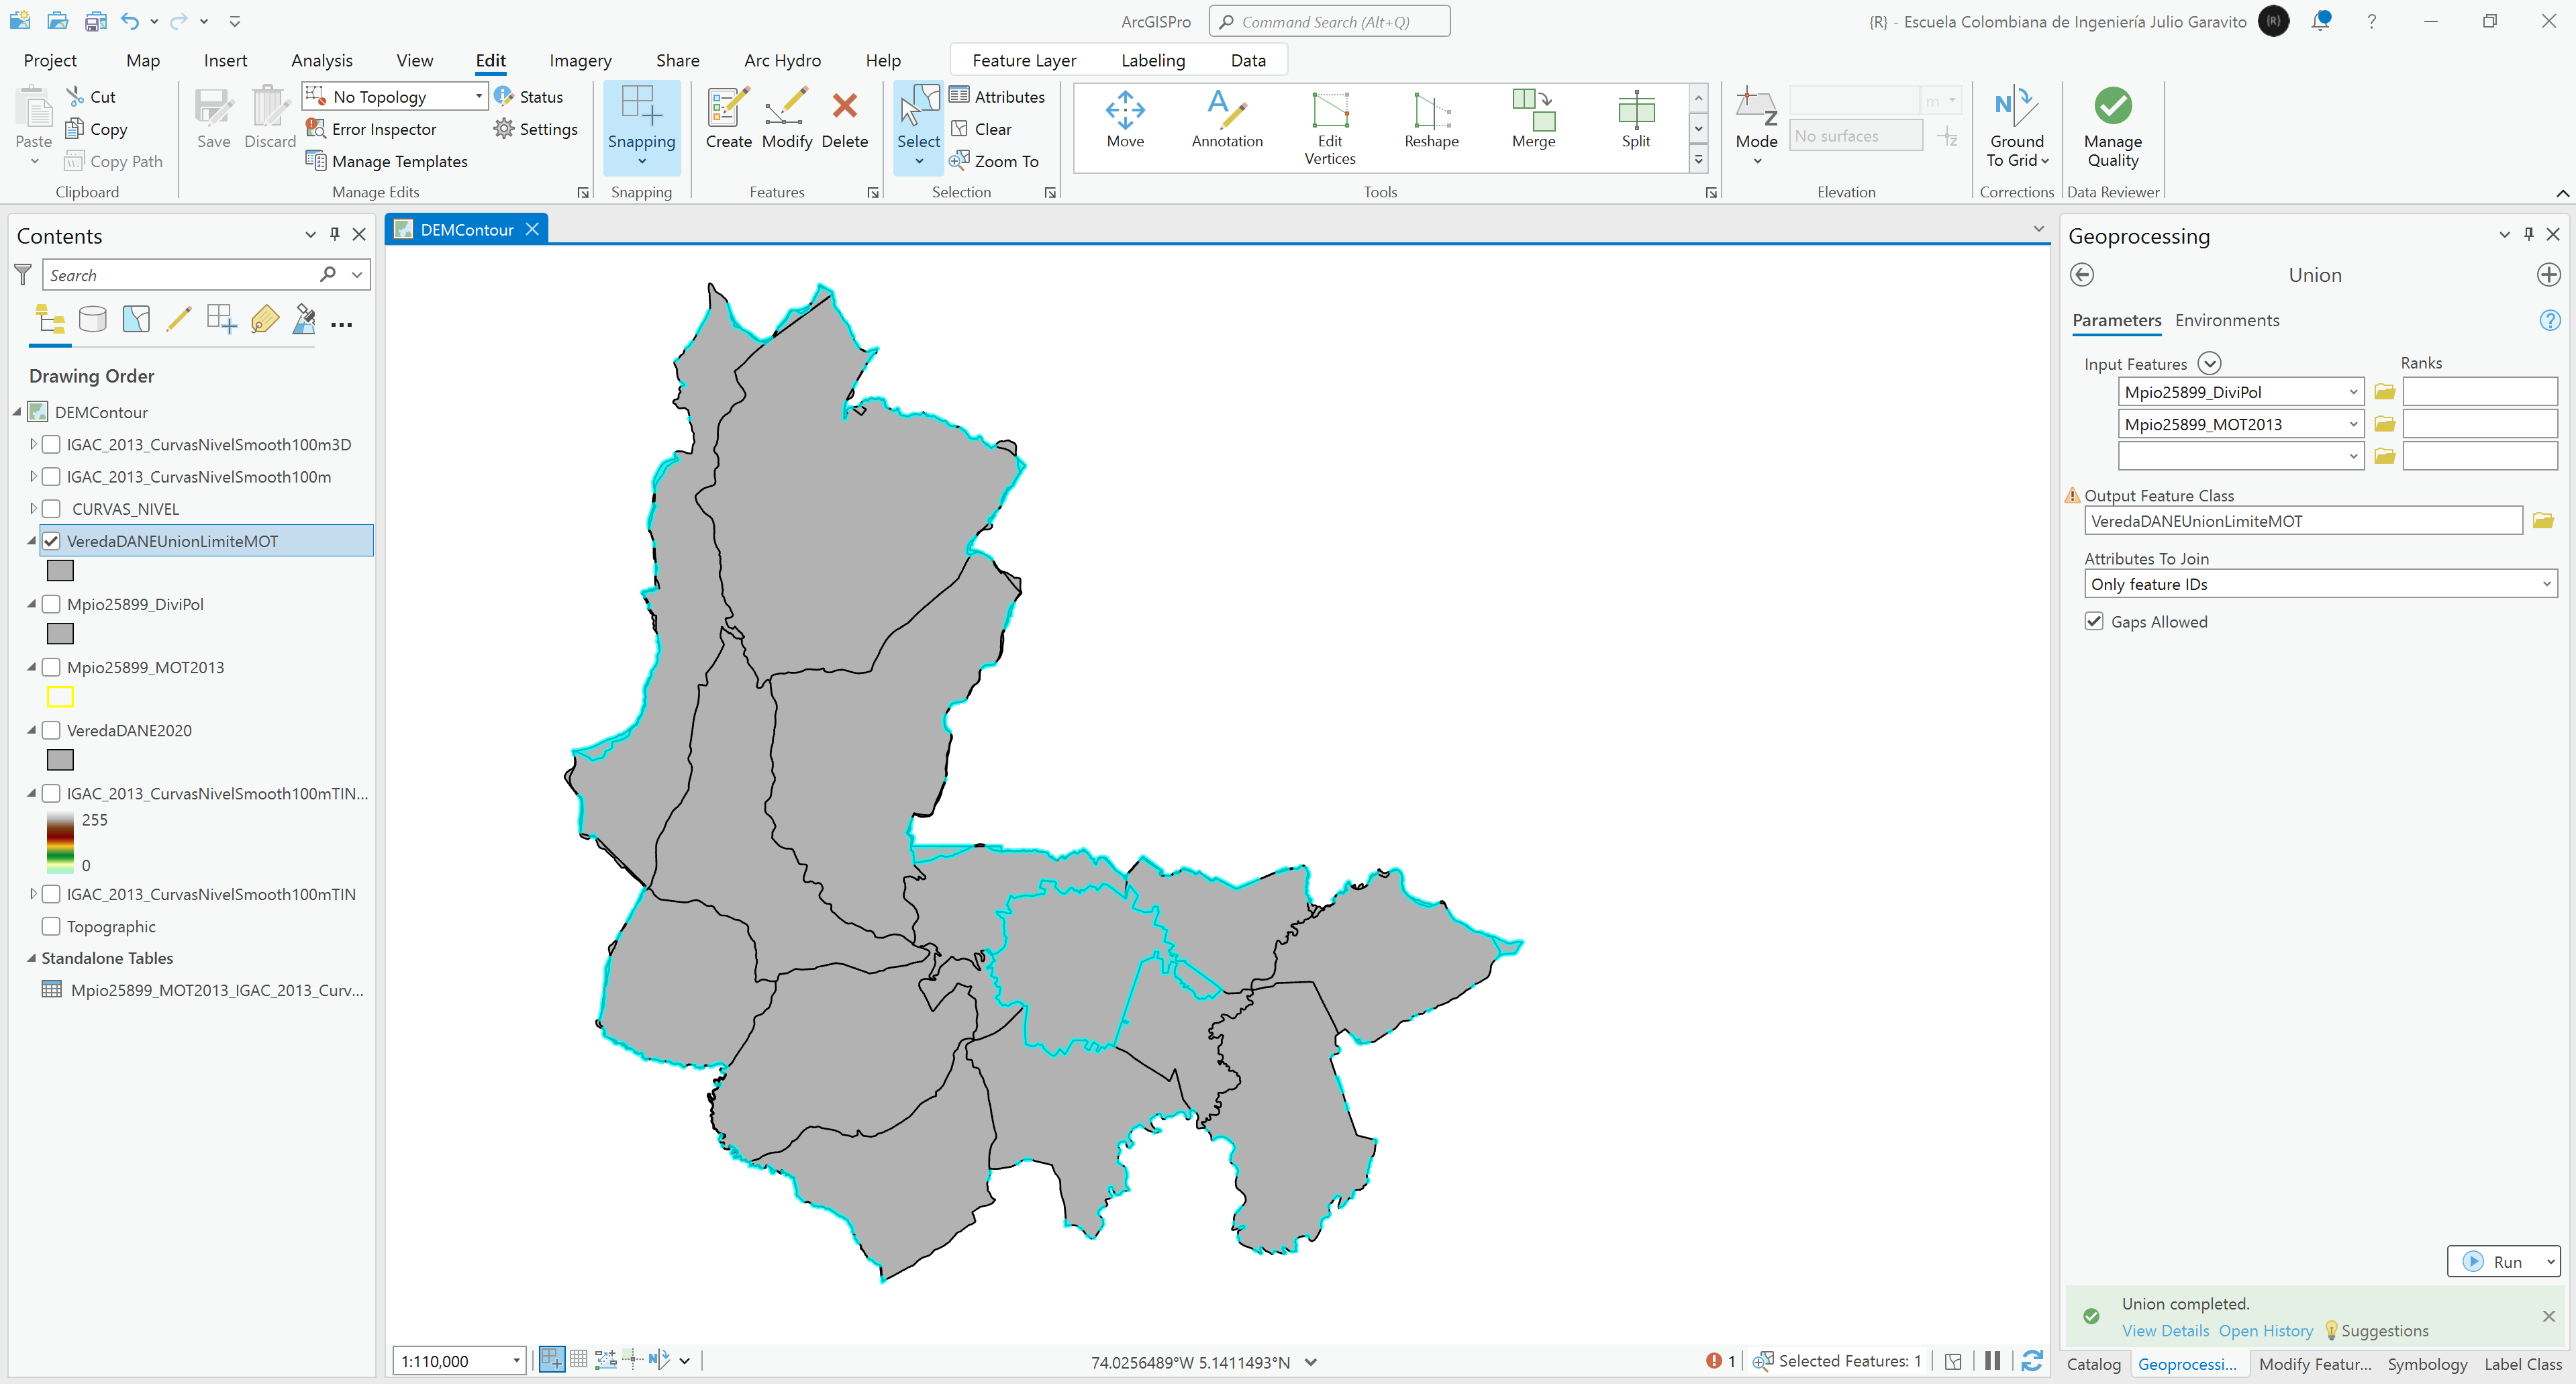 ArcGISPro
Command Search (Alt+Q)
{R} - Escuela Colombiana de Ingeniería Julio Garavito
{R}
?
Project Map Insert Analysis View Edit Imagery Share Arc Hydro Help Feature Layer Labeling Data
Paste
Cut
Copy
Copy Path
Clipboard
Save
Discard
No Topology
Error Inspector
Manage Templates
Status
Settings
Manage Edits
Snapping
Snapping
Create
Modify
Delete
Features
Select
Attributes
Clear
Zoom To
Selection
Move
Annotation
Edit
Vertices
Reshape
Merge
Split
Tools
Mode
m
No surfaces
Elevation
Ground
To Grid
Corrections
Manage
Quality
Data Reviewer
Contents
Search
Drawing Order
DEMContour
IGAC_2013_CurvasNivelSmooth100m3D
IGAC_2013_CurvasNivelSmooth100m
CURVAS_NIVEL
VeredaDANEUnionLimiteMOT
Mpio25899_DiviPol
Mpio25899_MOT2013
VeredaDANE2020
IGAC_2013_CurvasNivelSmooth100mTIN...
255
0
IGAC_2013_CurvasNivelSmooth100mTIN
Topographic
Standalone Tables
Mpio25899_MOT2013_IGAC_2013_Curv...
DEMContour
1:110,000
74.0256489°W 5.1411493°N
1
Selected Features: 1
Geoprocessing
Union
Parameters Environments
?
Input Features
Ranks
Mpio25899_DiviPol
Mpio25899_MOT2013
Output Feature Class
VeredaDANEUnionLimiteMOT
Attributes To Join
Only feature IDs
Gaps Allowed
Run
Union completed.
View Details Open History Suggestions
Catalog Geoprocessi... Modify Featur... Symbology Label Class